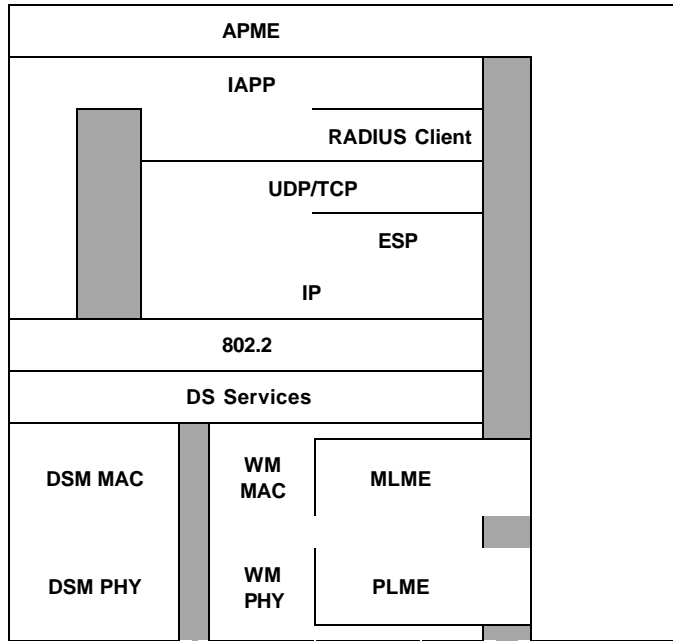 APME
IAPP
RADIUS Client
UDP/TCP
ESP
IP
802.2
DS Services
DSM MAC
WM
MAC
MLME
DSM PHY
WM
PHY
PLME